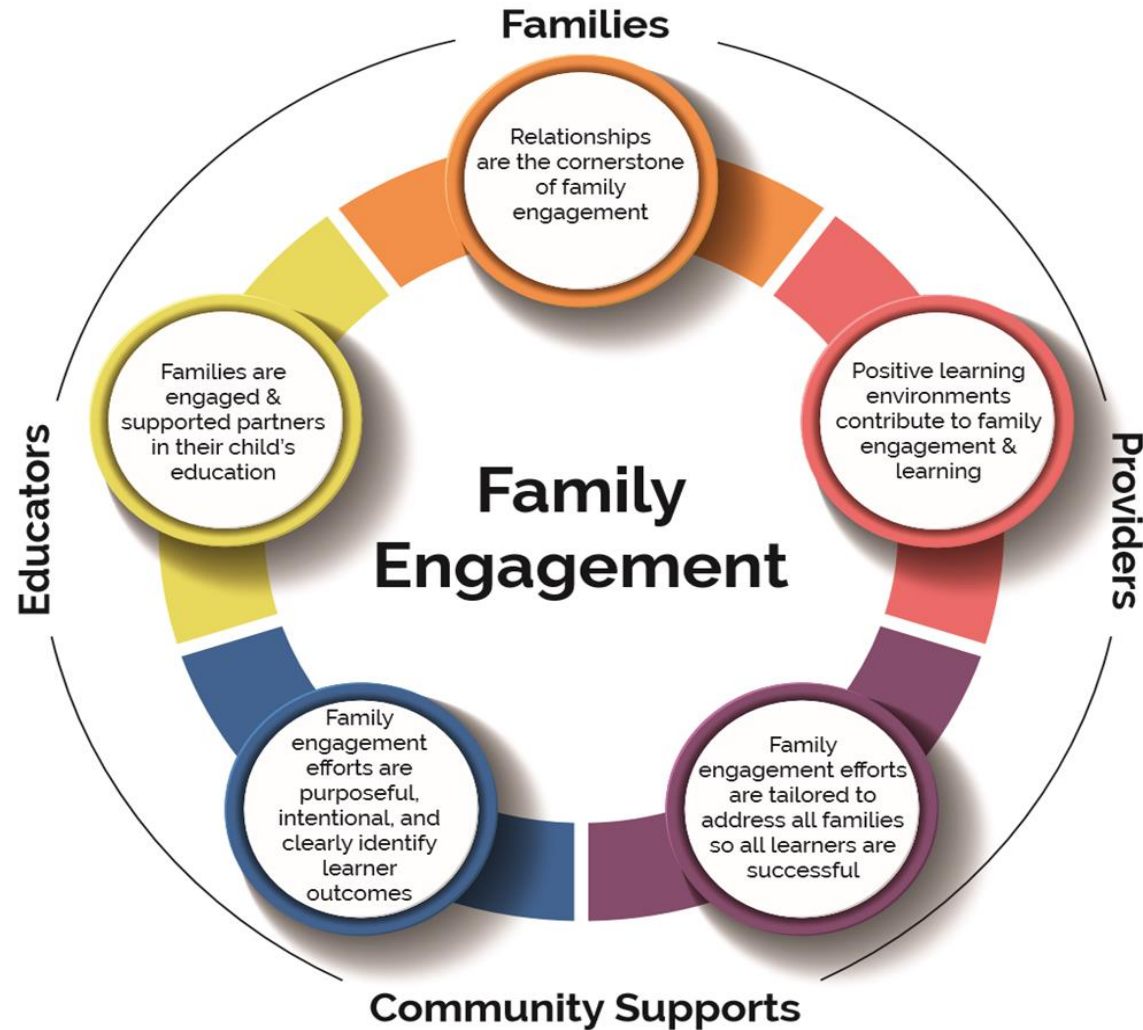 Families
Relationships
are the cornerstone
of family
engagement
Positive learning
environments
contribute to family
engagement &
learning
Providers
Family
engagement efforts
are tailored to
address all families
so all learners are
successful
Community Supports
Family
engagement
efforts are
purposeful,
intentional, and
clearly identify
learner
outcomes
Educators
Families are
engaged &
supported partners
in their child's
education
Family
Engagement